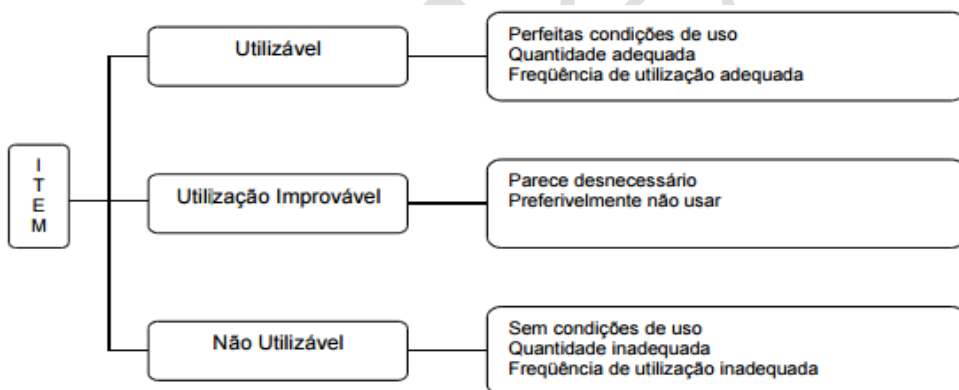 Utilizável
Perfeitas condições de uso
Quantidade adequada
Freqüência de utilização adequada
ITEM
Utilização Improvável
Parece desnecessário
Preferivelmente não usar
Não Utilizável
Sem condições de uso
Quantidade inadequada
Freqüência de utilização inadequada